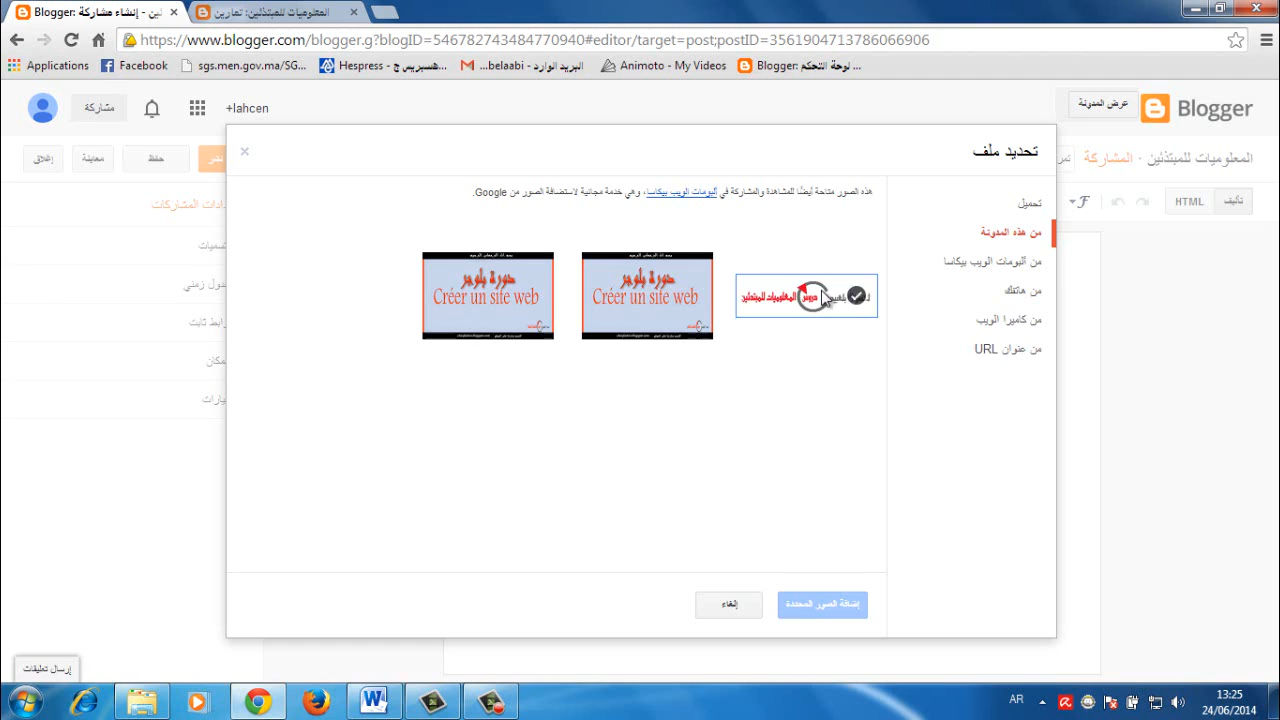 Blogger: المعلوميات للمبتدئين: تمارين
https://www.blogger.com/blogger.g?blogID=546782743484770940#editor/target=post;postID=3561904713786066906
Applications Facebook sgs.men.gov.ma/SG... Hespress - هسبريس ج... البريد الوارد - belaabi... Animoto - My Videos Blogger: لوحة التحكم ...
مشاركة +lahcen عرض المدونة Blogger
تحديد ملف
المعلوميات للمبتدئين · المشاركة
إغلاق معاينة حفظ نشر
هذه الصور متاحة أيضًا للمشاهدة والمشاركة في ألبومات الويب بيكاسا، وهي خدمة مجانية لاستضافة الصور من Google.
تحميل
HTML تأليف
من هذه المدونة
من ألبومات الويب بيكاسا
من هاتفك
من كاميرا الويب
من عنوان URL
دورة بلوجر
Créer un site web
دورة بلوجر
Créer un site web
دروس المعلوميات للمبتدئين
إضافة الصور المحددة
إلغاء
إرسال تعليقات
AR
13:25
24/06/2014